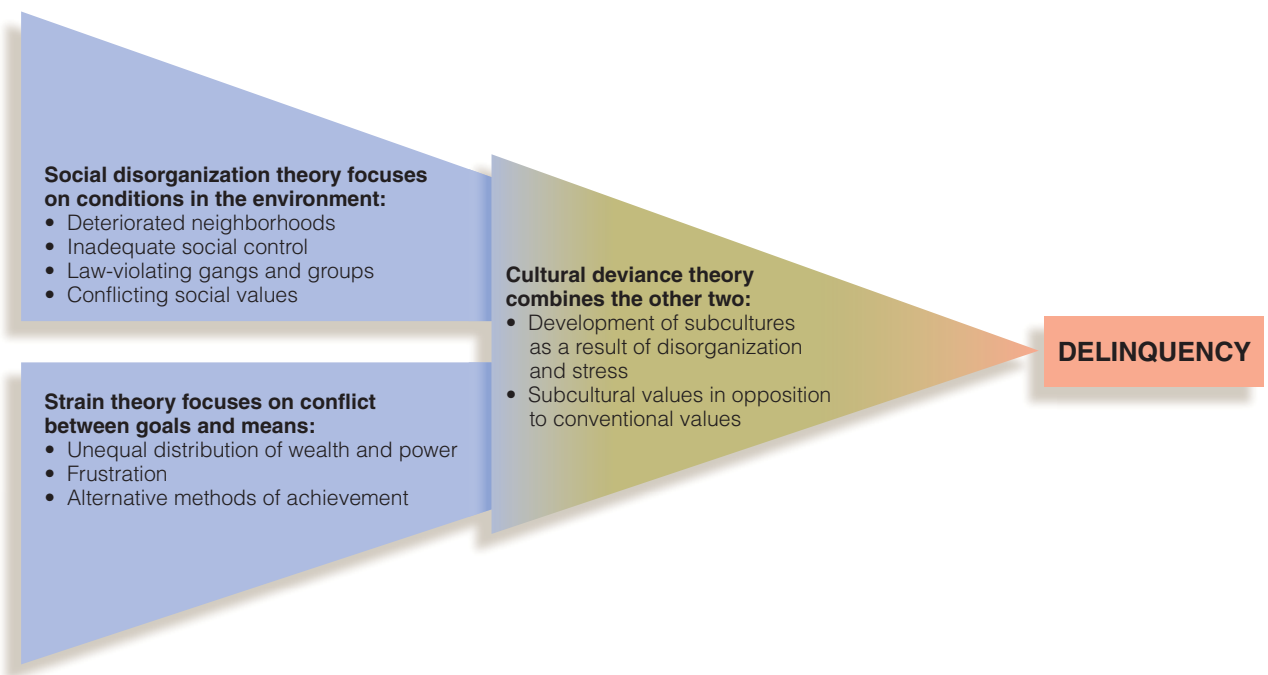 Social disorganization theory focuses
on conditions in the environment:
• Deteriorated neighborhoods
• Inadequate social control
• Law-violating gangs and groups
• Conflicting social values
Strain theory focuses on conflict
between goals and means:
• Unequal distribution of wealth and power
• Frustration
• Alternative methods of achievement
Cultural deviance theory
combines the other two:
• Development of subcultures
as a result of disorganization
and stress
• Subcultural values in opposition
to conventional values
DELINQUENCY